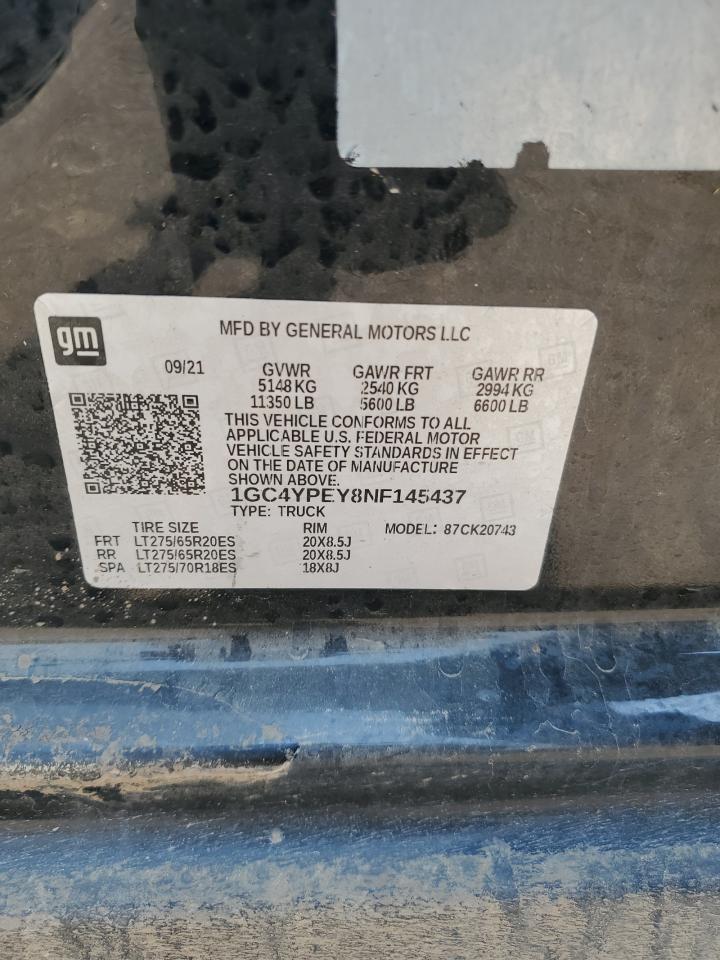 gm
MFD BY GENERAL MOTORS LLC
09/21 GVWR GAWR FRT GAWR RR
5148 KG 2540 KG 2994 KG
11350 LB 5600 LB 6600 LB
THIS VEHICLE CONFORMS TO ALL
APPLICABLE U.S. FEDERAL MOTOR
VEHICLE SAFETY STANDARDS IN EFFECT
ON THE DATE OF MANUFACTURE
SHOWN ABOVE.
1GC4YPEY8NF145437
TYPE: TRUCK
TIRE SIZE RIM MODEL: 87CK20743
FRT LT275/65R20ES 20X8.5J
RR LT275/65R20ES 20X8.5J
SPA LT275/70R18ES 18X8J